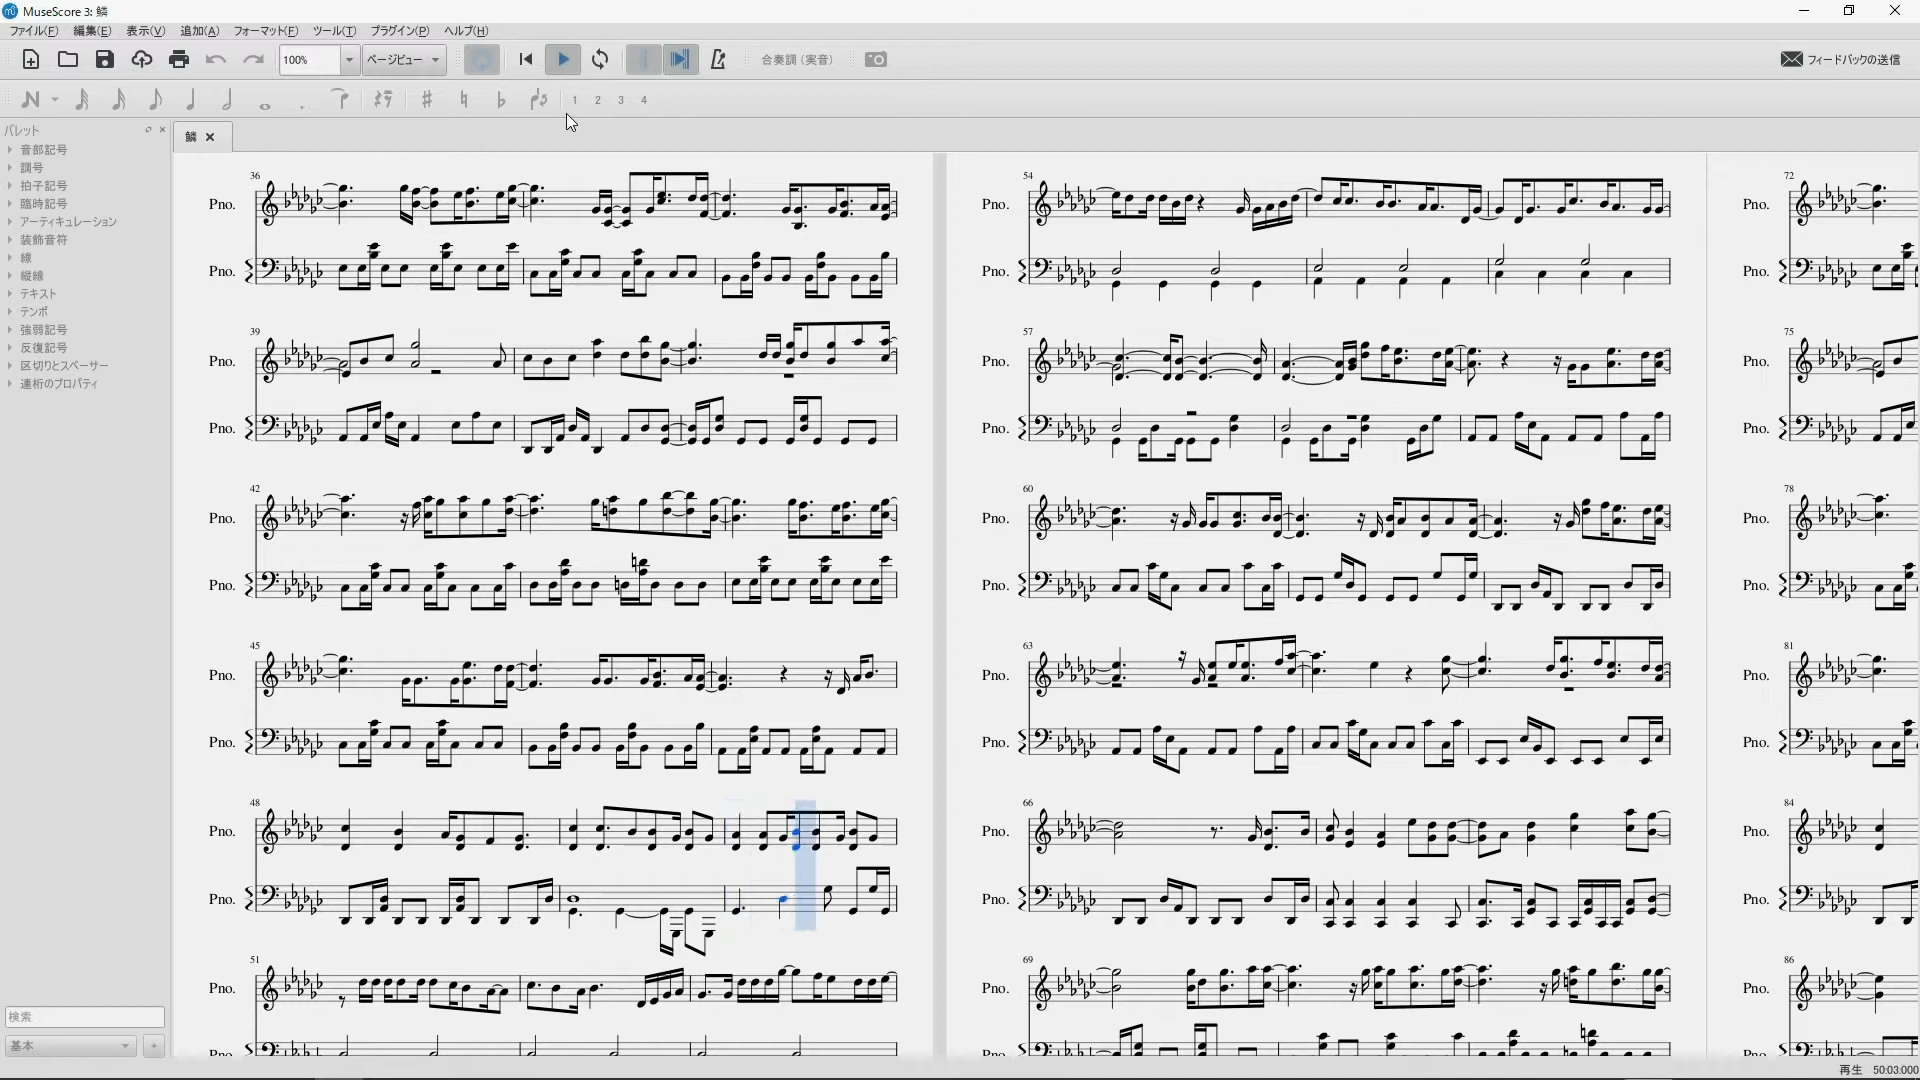 MuseScore 3: 鱗
ファイル(F) 編集(E) 表示(V) 追加(A) フォーマット(F) ツール(T) プラグイン(P) ヘルプ(H)
100% ページビュー 合奏調 (実音) フィードバックの送信
1 2 3 4
パレット
鱗
音部記号
調号
拍子記号
臨時記号
アーティキュレーション
装飾音符
線
縦線
テキスト
テンポ
強弱記号
反復記号
区切りとスペーサー
連桁のプロパティ
検索
基本
36
Pno.
Pno.
39
Pno.
Pno.
42
Pno.
Pno.
45
Pno.
Pno.
48
Pno.
Pno.
51
Pno.
Pno.
54
Pno.
Pno.
57
Pno.
Pno.
60
Pno.
Pno.
63
Pno.
Pno.
66
Pno.
Pno.
69
Pno.
Pno.
72
Pno.
Pno.
75
Pno.
Pno.
78
Pno.
Pno.
81
Pno.
Pno.
84
Pno.
Pno.
86
Pno.
Pno.
再生 50:03:000